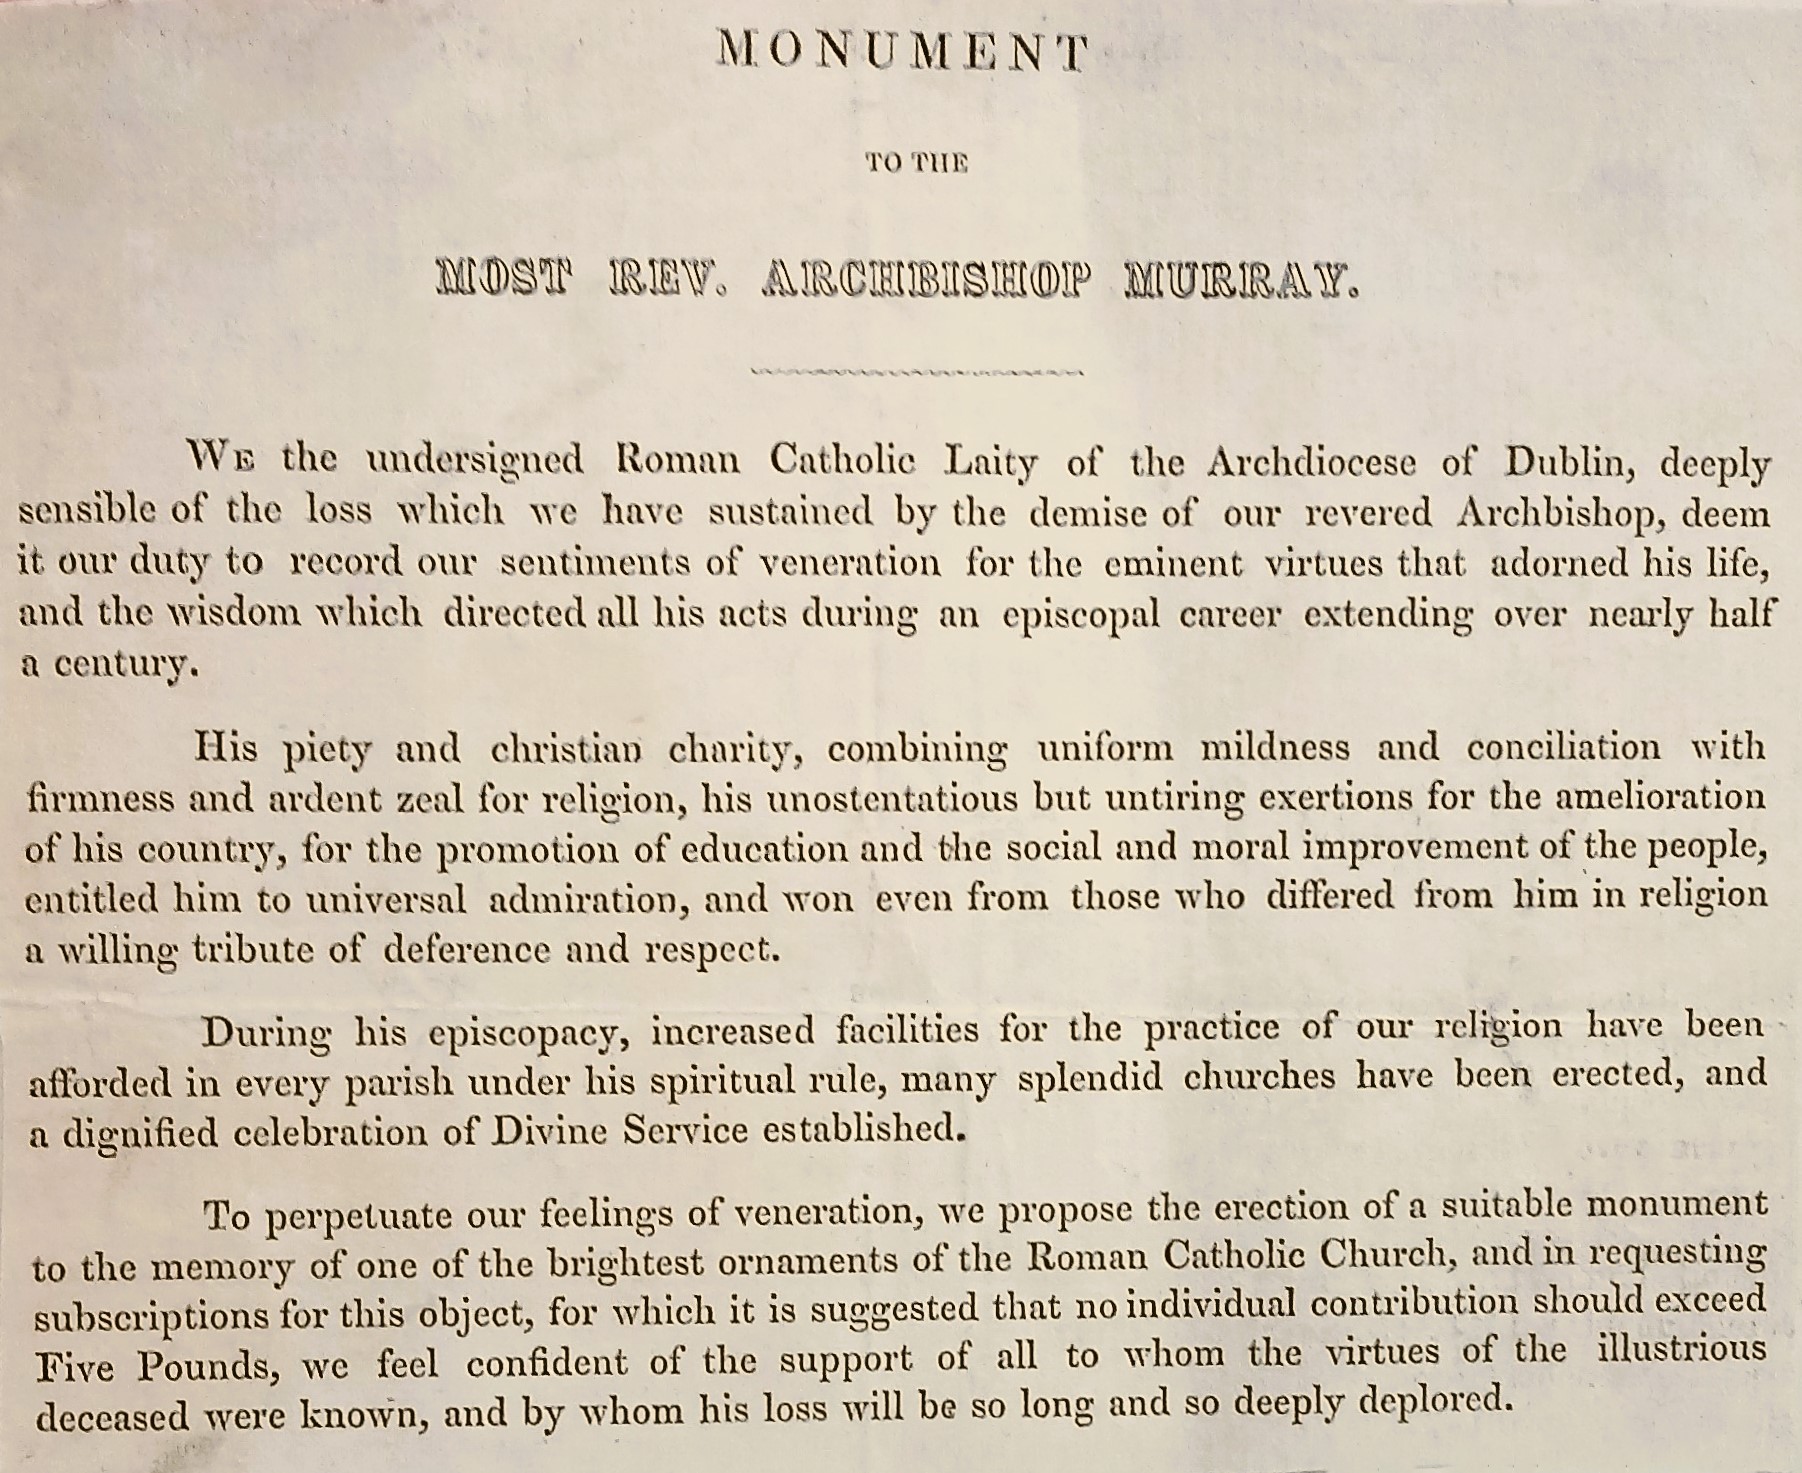 MONUMENT
TO THE
MOST REV. ARCHBISHOP MURRAY.
WE the undersigned Roman Catholic Laity of the Archdiocese of Dublin, deeply
sensible of the loss which we have sustained by the demise of our revered Archbishop, deem
it our duty to record our sentiments of veneration for the eminent virtues that adorned his life,
and the wisdom which directed all his acts during an episcopal career extending over nearly half
a century.
His piety and christian charity, combining uniform mildness and conciliation with
firmness and ardent zeal for religion, his unostentatious but untiring exertions for the amelioration
of his country, for the promotion of education and the social and moral improvement of the people,
entitled him to universal admiration, and won even from those who differed from him in religion
a willing tribute of deference and respect.
During his episcopacy, increased facilities for the practice of our religion have been
afforded in every parish under his spiritual rule, many splendid churches have been erected, and
a dignified celebration of Divine Service established.
To perpetuate our feelings of veneration, we propose the erection of a suitable monument
to the memory of one of the brightest ornaments of the Roman Catholic Church, and in requesting
subscriptions for this object, for which it is suggested that no individual contribution should exceed
Five Pounds, we feel confident of the support of all to whom the virtues of the illustrious
deceased were known, and by whom his loss will be so long and so deeply deplored.